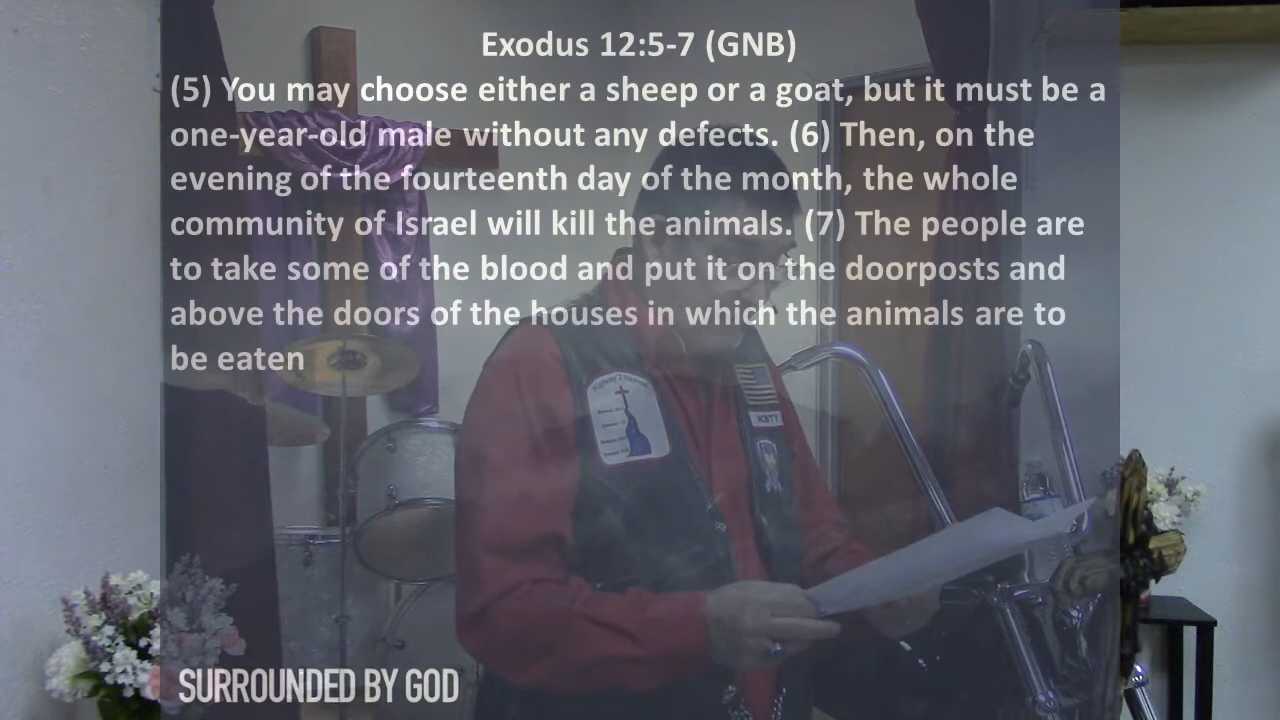 Exodus 12:5-7 (GNB)
(5) You may choose either a sheep or a goat, but it must be a
one-year-old male without any defects. (6) Then, on the
evening of the fourteenth day of the month, the whole
community of Israel will kill the animals. (7) The people are
to take some of the blood and put it on the doorposts and
above the doors of the houses in which the animals are to
be eaten
MONTY
SURROUNDED BY GOD